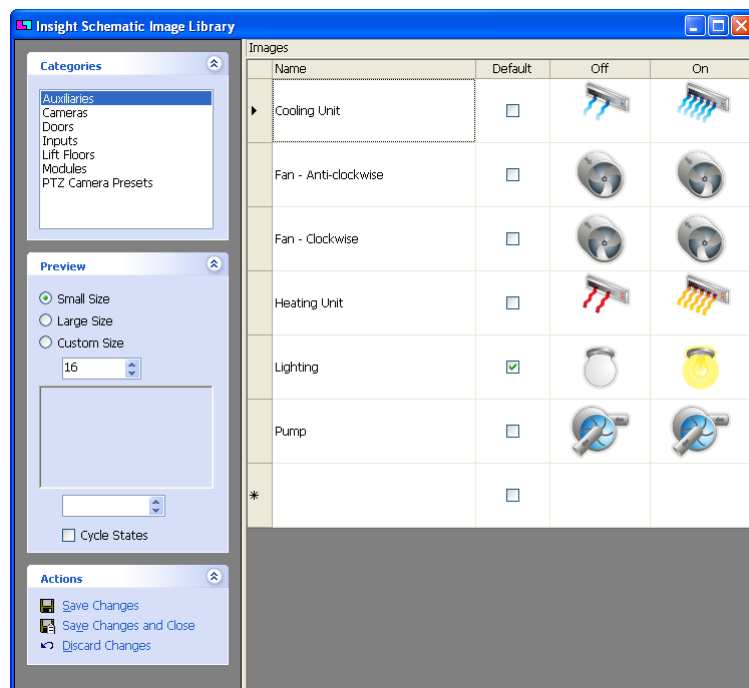 Insight Schematic Image Library
Categories
Auxiliaries
Cameras
Doors
Inputs
Lift Floors
Modules
PTZ Camera Presets
Preview
Small Size
Large Size
Custom Size
16
Cycle States
Actions
Save Changes
Save Changes and Close
Discard Changes
Images
Name Default Off On
Cooling Unit
Fan - Anti-clockwise
Fan - Clockwise
Heating Unit
Lighting
Pump